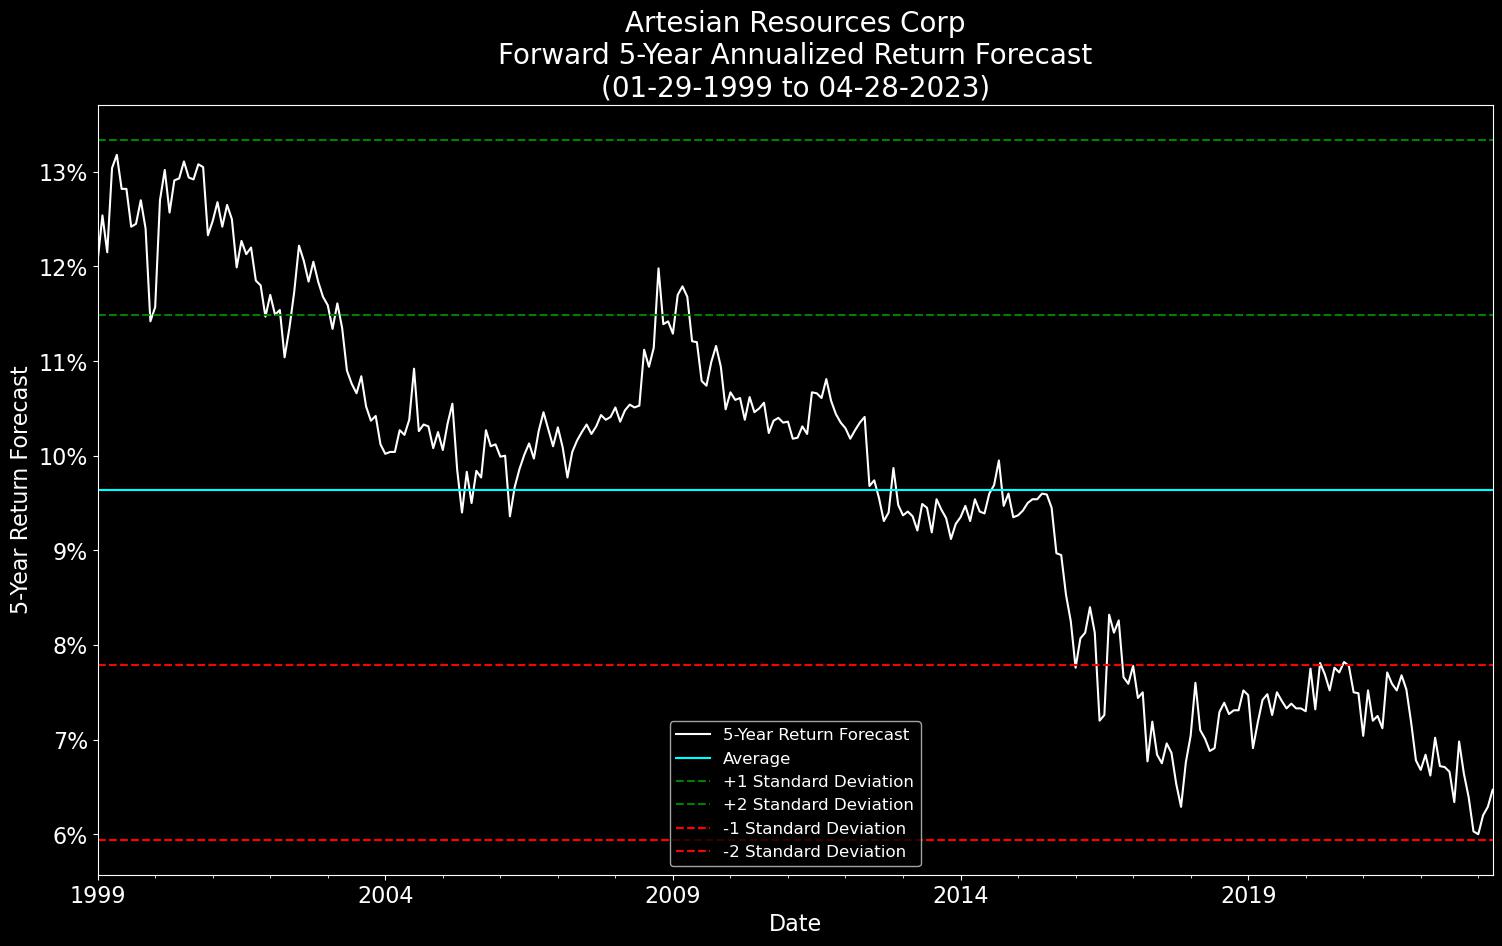 Artesian Resources Corp
Forward 5-Year Annualized Return Forecast
(01-29-1999 to 04-28-2023)
5-Year Return Forecast
13%
12%
11%
10%
9%
8%
7%
6%
5-Year Return Forecast
Average
+1 Standard Deviation
+2 Standard Deviation
-1 Standard Deviation
-2 Standard Deviation
1999 2004 2009 2014 2019
Date